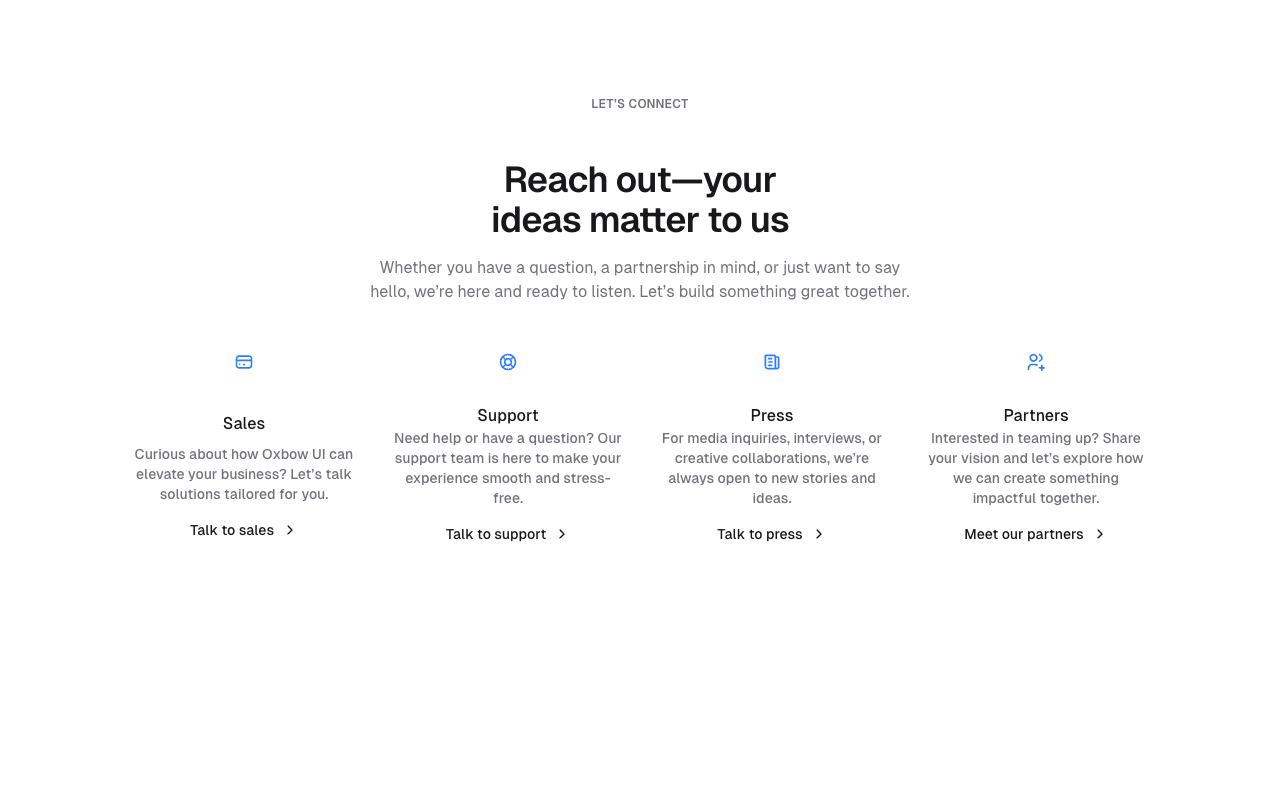 LET’S CONNECT
Reach out—your
ideas matter to us
Whether you have a question, a partnership in mind, or just want to say
hello, we’re here and ready to listen. Let’s build something great together.
Sales
Curious about how Oxbow UI can
elevate your business? Let’s talk
solutions tailored for you.
Talk to sales
Support
Need help or have a question? Our
support team is here to make your
experience smooth and stress-
free.
Talk to support
Press
For media inquiries, interviews, or
creative collaborations, we’re
always open to new stories and
ideas.
Talk to press
Partners
Interested in teaming up? Share
your vision and let’s explore how
we can create something
impactful together.
Meet our partners